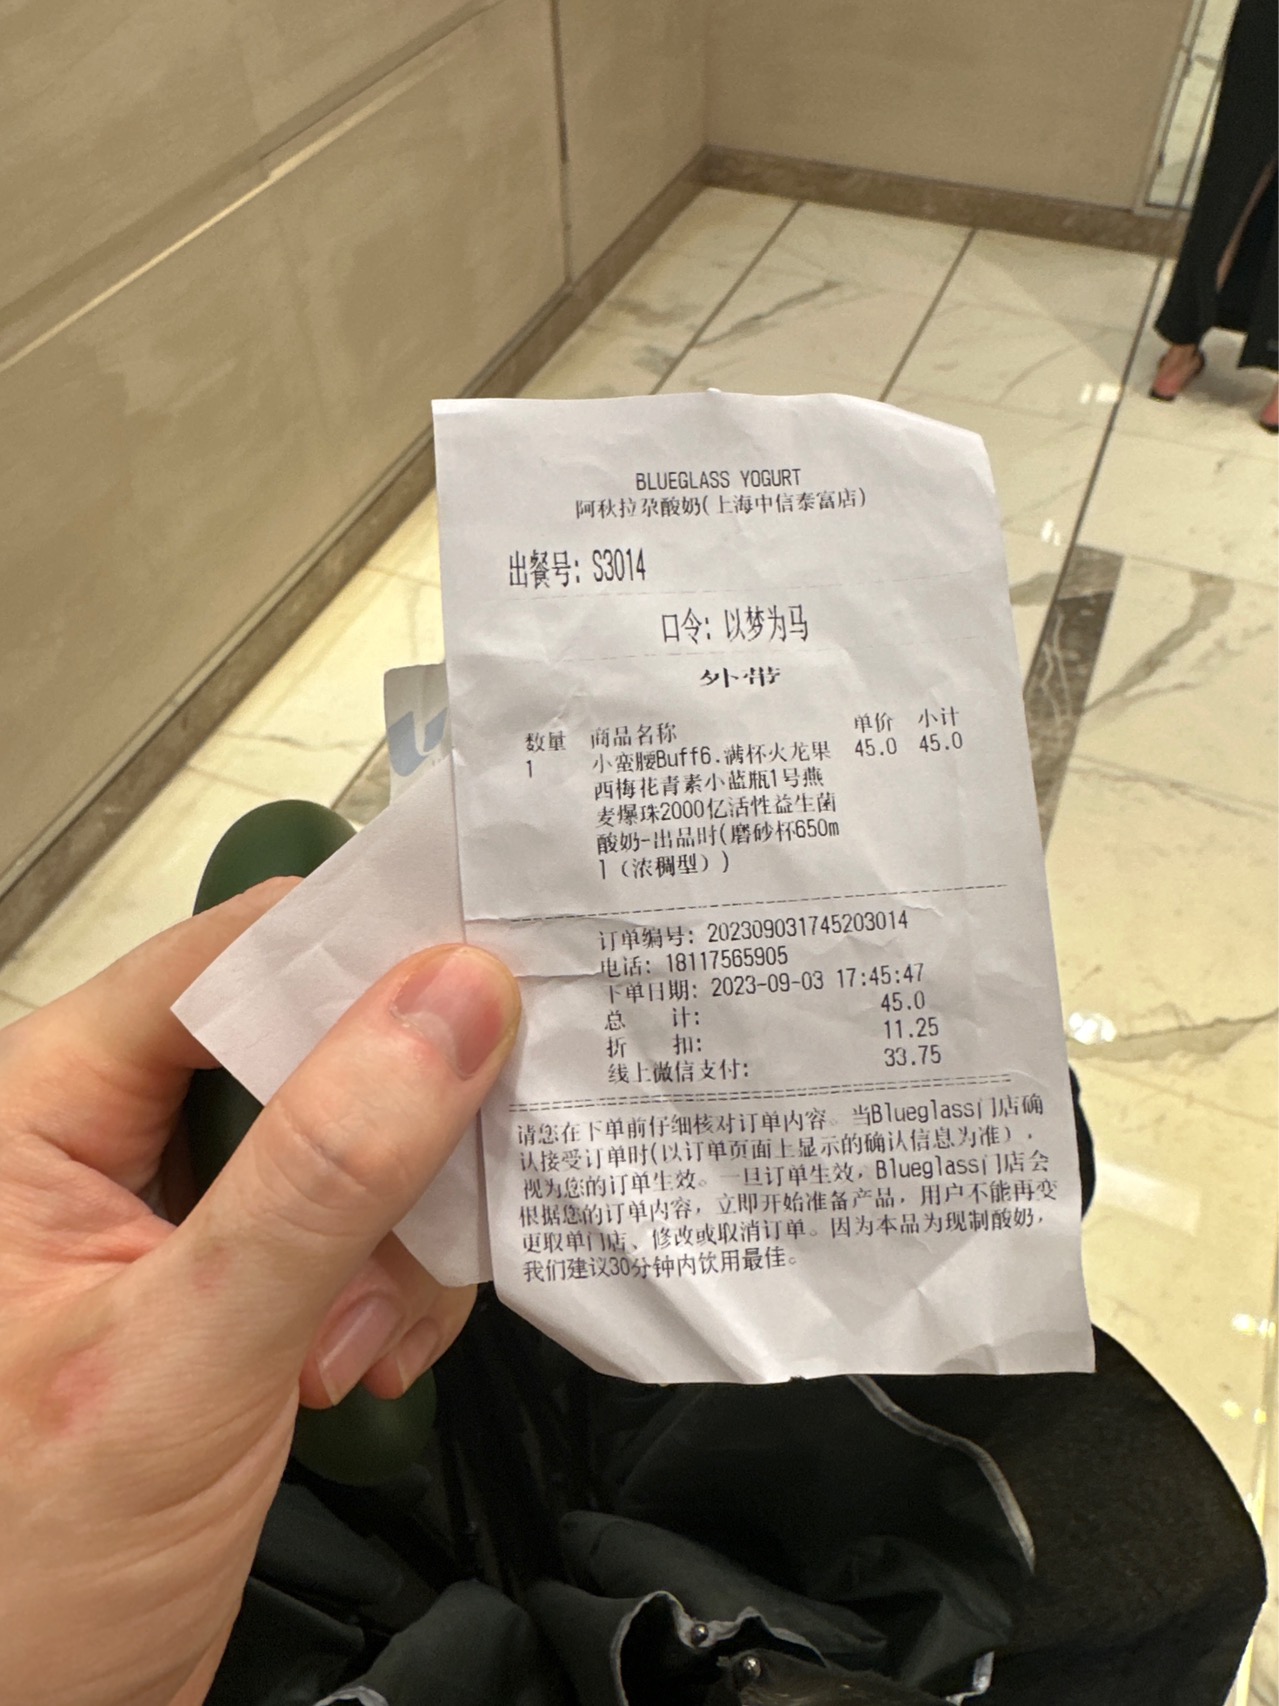 BLUEGLASS YOGURT
阿秋拉尕酸奶(上海中信泰富店)
出餐号: S3014
口令: 以梦为马
外带
数量 商品名称 单价 小计
1 小蛮腰Buff6.满杯火龙果 45.0 45.0
西梅花青素小蓝瓶1号燕
麦爆珠2000亿活性益生菌
酸奶-出品时(磨砂杯650m
l（浓稠型）)
订单编号: 202309031745203014
电话: 18117565905
下单日期: 2023-09-03 17:45:47
总 计: 45.0
折 扣: 11.25
线上微信支付: 33.75
请您在下单前仔细核对订单内容。当Blueglass门店确
认接受订单时(以订单页面上显示的确认信息为准)，
视为您的订单生效。一旦订单生效，Blueglass门店会
根据您的订单内容，立即开始准备产品，用户不能再变
更取单门店、修改或取消订单。因为本品为现制酸奶，
我们建议30分钟内饮用最佳。